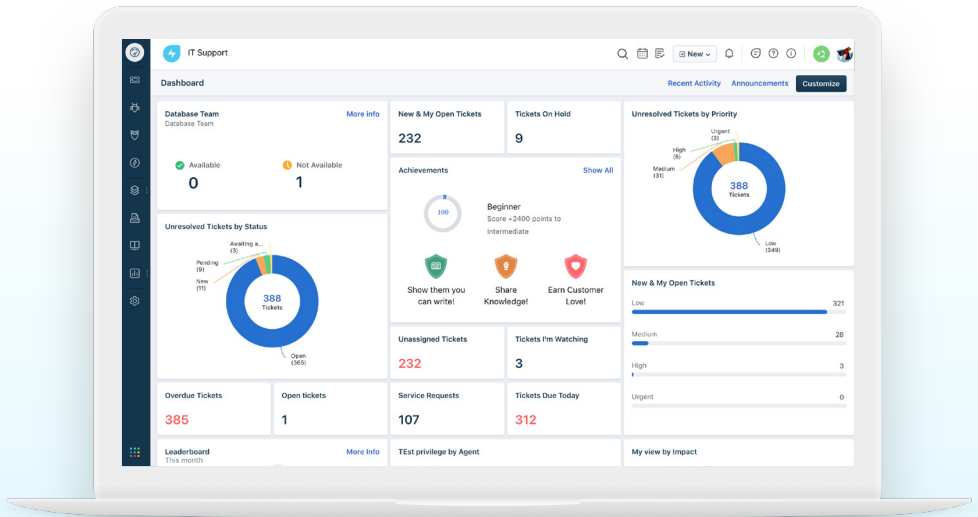 IT Support
New
Dashboard
Recent Activity
Announcements
Customize
Database Team
More info
Database Team
Available
0
Not Available
1
New & My Open Tickets
232
Tickets On Hold
9
Unresolved Tickets by Priority
Urgent
(3)
High
(5)
Medium
(31)
388
Tickets
Low
(349)
Achievements
Show All
100
Beginner
Score +2400 points to
Intermediate
Show them you
can write!
Share
Knowledge!
Earn Customer
Love!
Unresolved Tickets by Status
Awaiting a...
(3)
Pending
(9)
New
(11)
388
Tickets
Open
(365)
New & My Open Tickets
Low
321
Medium
28
High
3
Urgent
0
Unassigned Tickets
232
Tickets I'm Watching
3
Overdue Tickets
385
Open tickets
1
Service Requests
107
Tickets Due Today
312
Leaderboard
More Info
This month
TEst privilege by Agent
My view by Impact